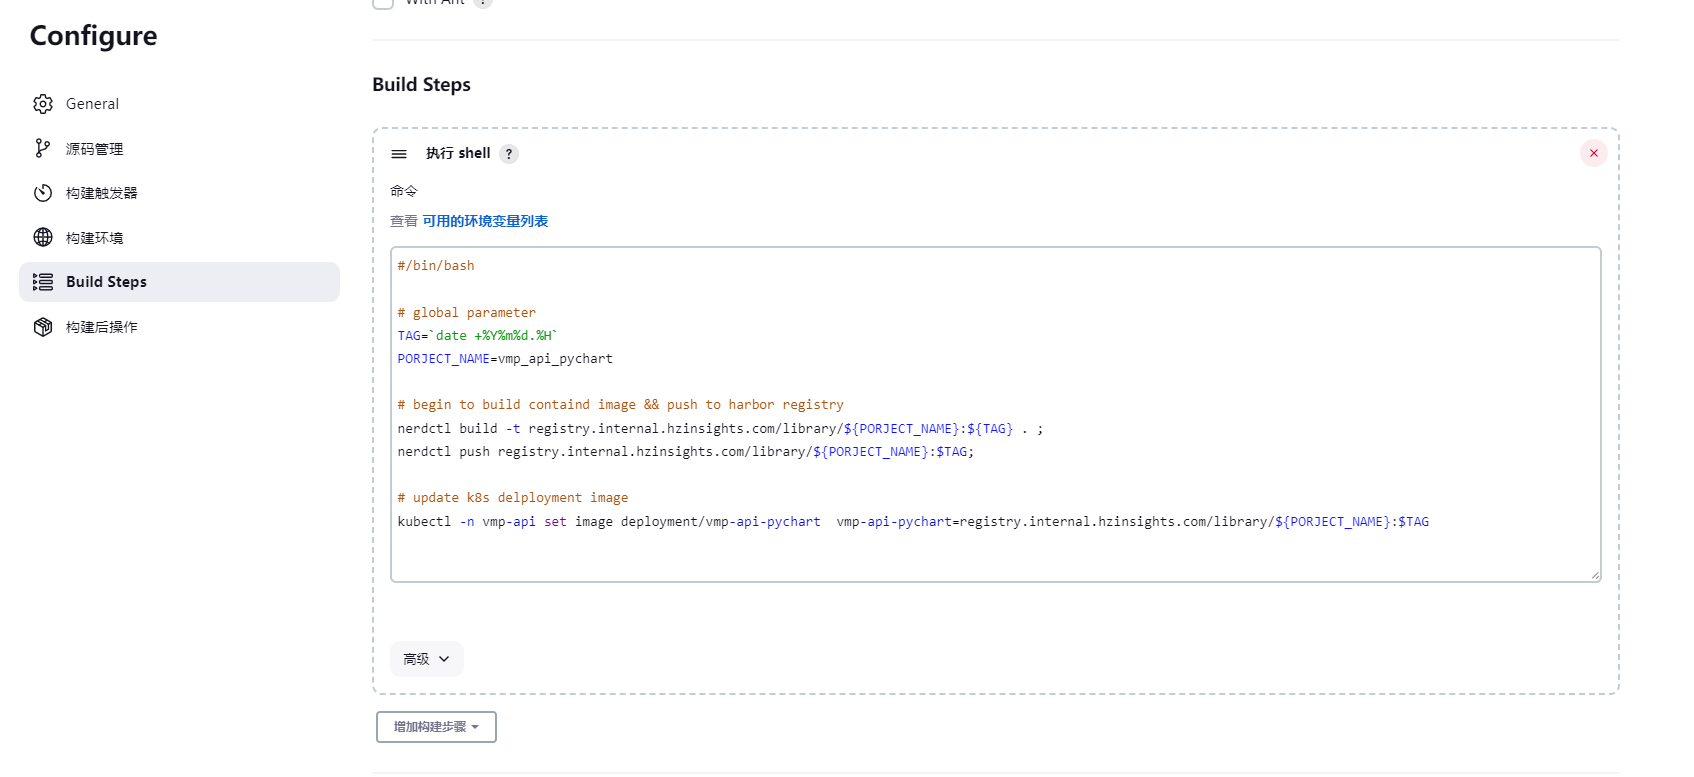 With Ant ?
Configure
General
源码管理
构建触发器
构建环境
Build Steps
构建后操作
Build Steps
执行 shell ?
命令
查看 可用的环境变量列表
#/bin/bash
# global parameter
TAG=`date +%Y%m%d.%H`
PORJECT_NAME=vmp_api_pychart
# begin to build containd image && push to harbor registry
nerdctl build -t registry.internal.hzinsights.com/library/${PORJECT_NAME}:${TAG} . ;
nerdctl push registry.internal.hzinsights.com/library/${PORJECT_NAME}:$TAG;
# update k8s delployment image
kubectl -n vmp-api set image deployment/vmp-api-pychart  vmp-api-pychart=registry.internal.hzinsights.com/library/${PORJECT_NAME}:$TAG
高级
增加构建步骤